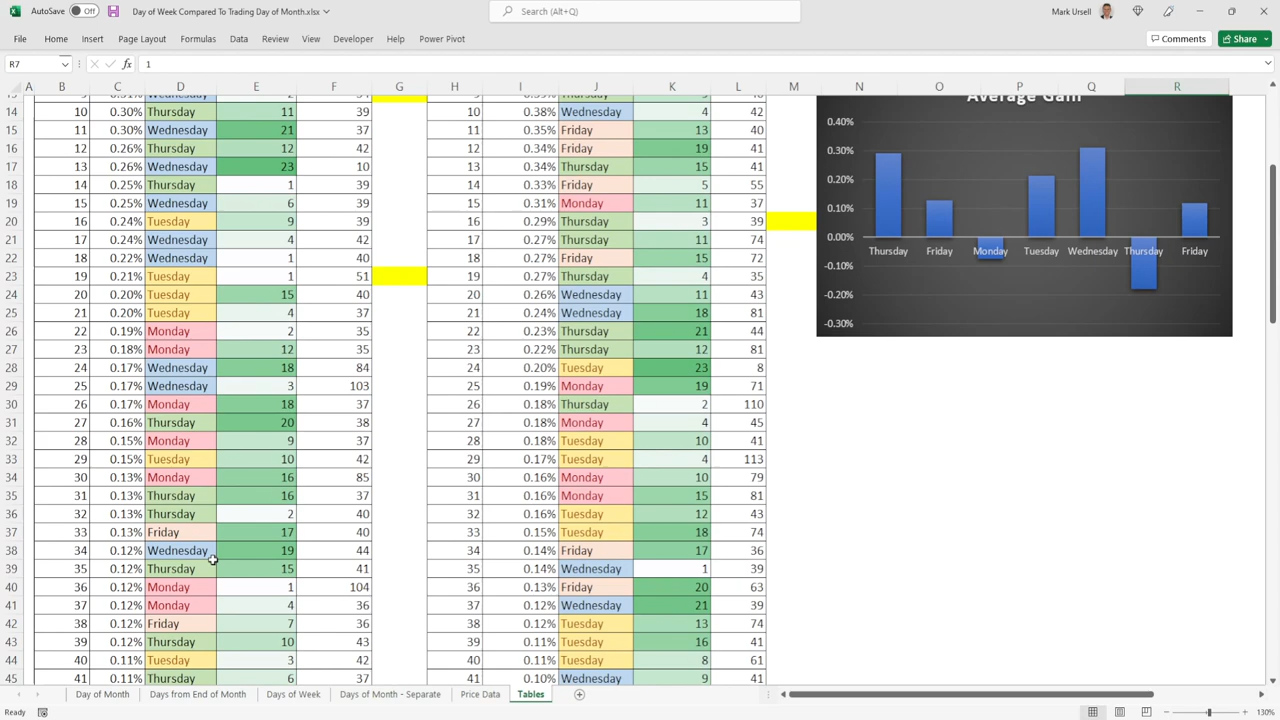 AutoSave Off Day of Week Compared To Trading Day of Month.xlsx Search (Alt+Q) Mark Ursell
File Home Insert Page Layout Formulas Data Review View Developer Help Power Pivot Comments Share
R7 fx 1
A B C D E F G H I J K L M N O P Q R
14 10 0.30% Thursday 11 39 10 0.38% Wednesday 4 42
15 11 0.30% Wednesday 21 37 11 0.35% Friday 13 40
16 12 0.26% Thursday 12 42 12 0.34% Friday 19 41
17 13 0.26% Wednesday 23 10 13 0.34% Thursday 15 41
18 14 0.25% Thursday 1 39 14 0.33% Friday 5 55
19 15 0.25% Wednesday 6 39 15 0.31% Monday 11 37
20 16 0.24% Tuesday 9 39 16 0.29% Thursday 3 39
21 17 0.24% Wednesday 4 42 17 0.27% Thursday 11 74
22 18 0.22% Wednesday 22 40 18 0.27% Friday 15 72
23 19 0.21% Tuesday 1 51 19 0.27% Thursday 4 35
24 20 0.20% Tuesday 15 40 20 0.26% Wednesday 11 43
25 21 0.20% Tuesday 4 37 21 0.24% Wednesday 18 81
26 22 0.19% Monday 2 35 22 0.23% Thursday 21 44
27 23 0.18% Monday 12 35 23 0.22% Thursday 12 81
28 24 0.17% Wednesday 18 84 24 0.20% Tuesday 23 8
29 25 0.17% Wednesday 3 103 25 0.19% Monday 19 71
30 26 0.17% Monday 18 37 26 0.18% Thursday 2 110
31 27 0.16% Thursday 20 38 27 0.18% Monday 4 45
32 28 0.15% Monday 9 37 28 0.18% Tuesday 10 41
33 29 0.15% Tuesday 10 42 29 0.17% Tuesday 4 113
34 30 0.13% Monday 16 85 30 0.16% Monday 10 79
35 31 0.13% Thursday 16 37 31 0.16% Monday 15 81
36 32 0.13% Thursday 2 40 32 0.16% Tuesday 12 43
37 33 0.13% Friday 17 40 33 0.15% Tuesday 18 74
38 34 0.12% Wednesday 19 44 34 0.14% Friday 17 36
39 35 0.12% Thursday 15 41 35 0.14% Wednesday 1 39
40 36 0.12% Monday 1 104 36 0.13% Friday 20 63
41 37 0.12% Monday 4 36 37 0.12% Wednesday 21 39
42 38 0.12% Friday 7 36 38 0.12% Tuesday 13 74
43 39 0.12% Thursday 10 43 39 0.11% Tuesday 16 41
44 40 0.11% Tuesday 3 42 40 0.11% Tuesday 8 61
45 41 0.11% Thursday 6 39 41 0.10% Wednesday 9 41
Average Gain
0.40%
0.30%
0.20%
0.10%
0.00%
Thursday Friday Monday Tuesday Wednesday Thursday Friday
-0.10%
-0.20%
-0.30%
Day of Month Days from End of Month Days of Week Days of Month - Separate Price Data Tables
Ready 130%